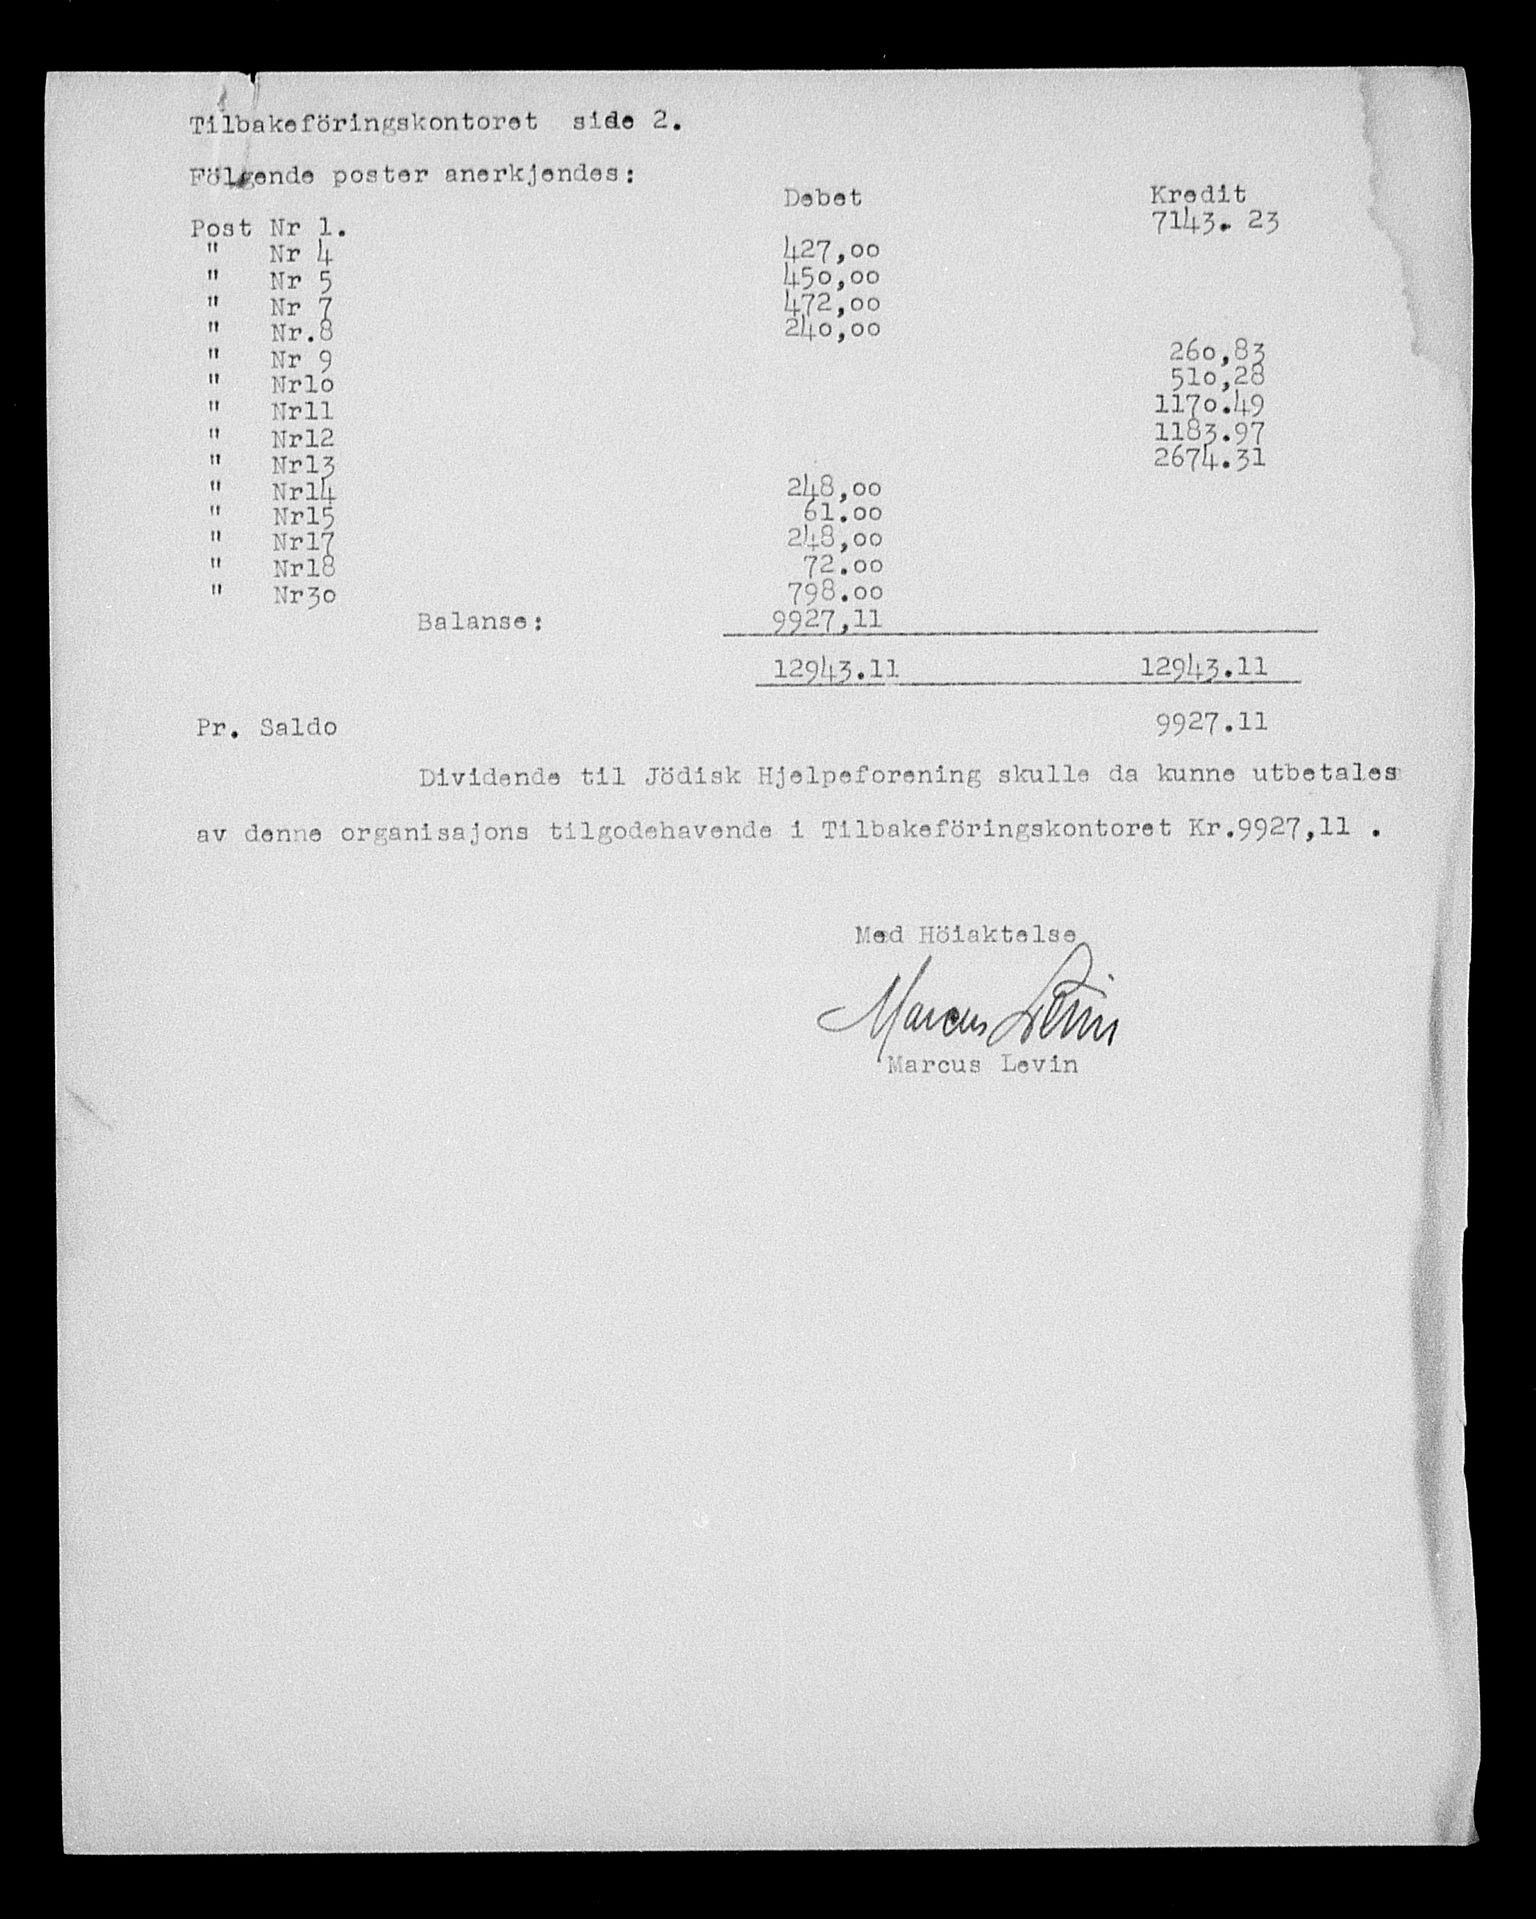 Tilbakeföringskontoret side 2.
Fölgende poster anerkjendes:
Debet Kredit
Post Nr 1. 7143. 23
" Nr 4 427,oo
" Nr 5 450,oo
" Nr 7 472,oo
" Nr.8 240,oo
" Nr 9 260,83
" Nr1o 510,28
" Nr11 1170.49
" Nr12 1183.97
" Nr13 2674.31
" Nr14 248,oo
" Nr15 61.oo
" Nr17 248,oo
" Nr18 72.oo
" Nr3o 798.oo
Balanse: 9927,11
12943.11 12943.11
Pr. Saldo 9927.11
Dividende til Jödisk Hjelpeforening skulle da kunne utbetales
av denne organisajons tilgodehavende i Tilbakeföringskontoret Kr.9927,11 .
Med Höiaktelse
Marcus Levin
Marcus Levin